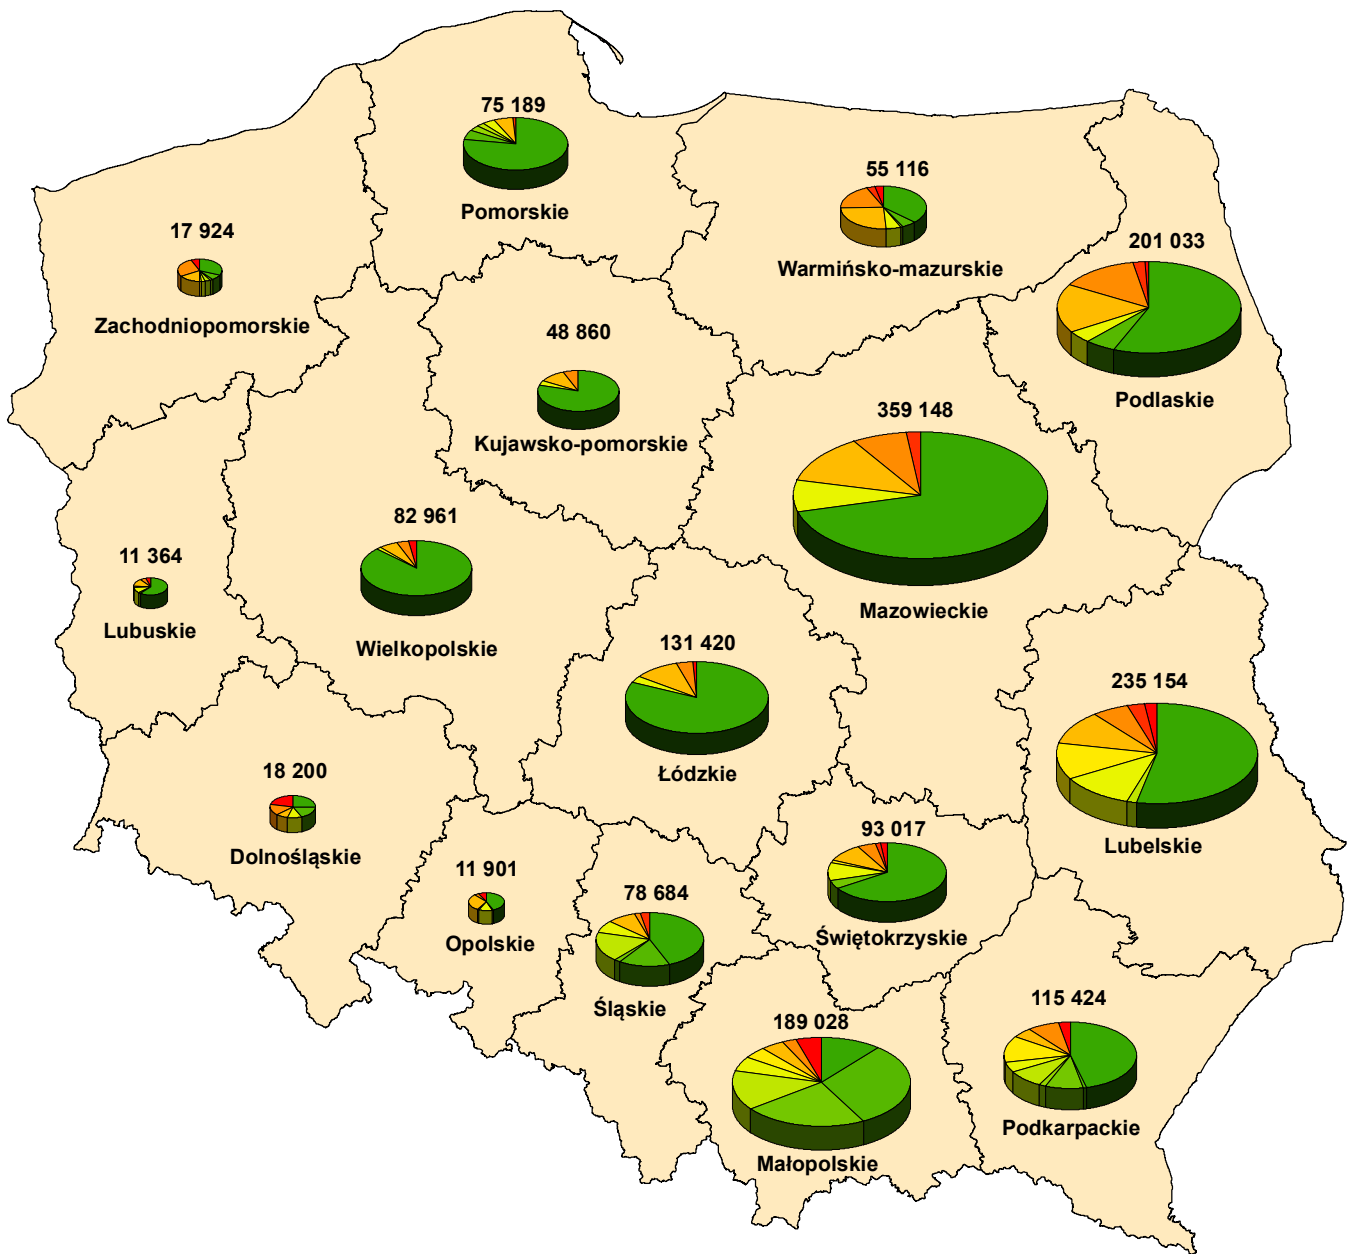 75 189
Pomorskie
55 116
Warmińsko-mazurskie
17 924
Zachodniopomorskie
201 033
Podlaskie
48 860
Kujawsko-pomorskie
359 148
Mazowieckie
82 961
Wielkopolskie
11 364
Lubuskie
131 420
Łódzkie
235 154
Lubelskie
18 200
Dolnośląskie
93 017
Świętokrzyskie
11 901
Opolskie
78 684
Śląskie
189 028
Małopolskie
115 424
Podkarpackie